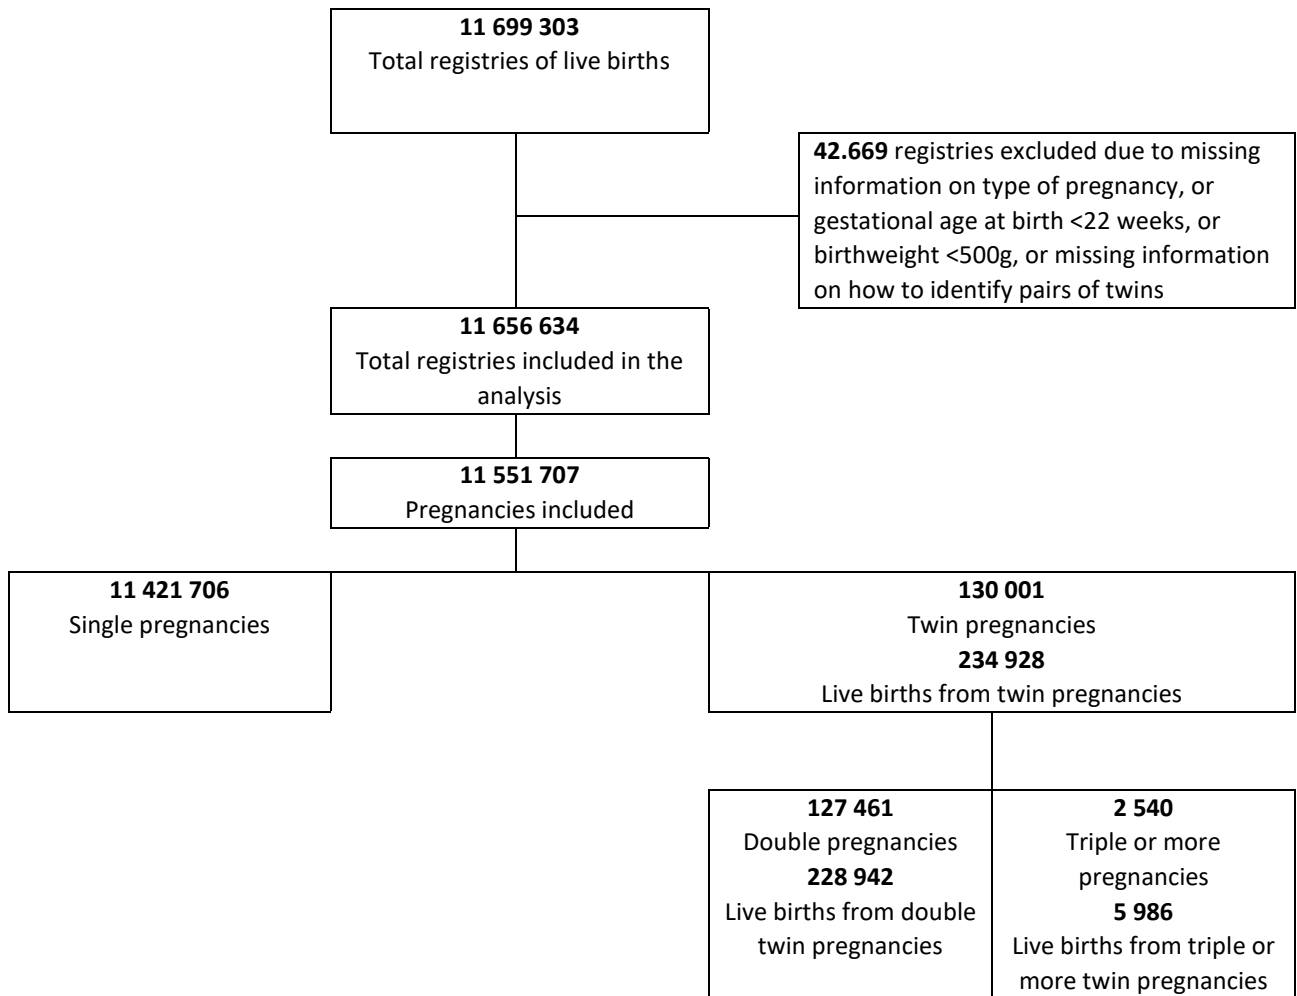 11 699 303
Total registries of live births
42.669 registries excluded due to missing
information on type of pregnancy, or
gestational age at birth <22 weeks, or
birthweight <500g, or missing information
on how to identify pairs of twins
11 656 634
Total registries included in the
analysis
11 551 707
Pregnancies included
11 421 706
Single pregnancies
130 001
Twin pregnancies
234 928
Live births from twin pregnancies
127 461
Double pregnancies
228 942
Live births from double
twin pregnancies
2 540
Triple or more
pregnancies
5 986
Live births from triple or
more twin pregnancies